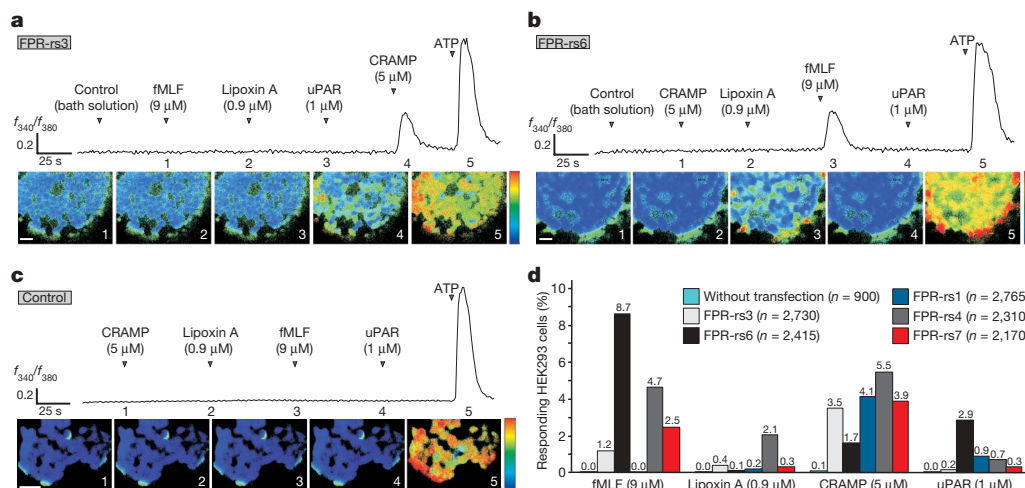 a
FPR-rs3
Control
(bath solution)
fMLF
(9 μM)
Lipoxin A
(0.9 μM)
uPAR
(1 μM)
CRAMP
(5 μM)
ATP
f340/f380
0.2
25 s
1 2 3 4 5
1 2 3 4 5
b
FPR-rs6
Control
(bath solution)
CRAMP
(5 μM)
Lipoxin A
(0.9 μM)
fMLF
(9 μM)
uPAR
(1 μM)
ATP
f340/f380
0.2
25 s
1 2 3 4 5
1 2 3 4 5
c
Control
CRAMP
(5 μM)
Lipoxin A
(0.9 μM)
fMLF
(9 μM)
uPAR
(1 μM)
ATP
f340/f380
0.2
25 s
1 2 3 4 5
1 2 3 4 5
d
Responding HEK293 cells (%)
10
8
6
4
2
0
Without transfection (n = 900)
FPR-rs3 (n = 2,730)
FPR-rs6 (n = 2,415)
FPR-rs1 (n = 2,765)
FPR-rs4 (n = 2,310)
FPR-rs7 (n = 2,170)
0.0 1.2 8.7 0.0 4.7 2.5
0.0 0.4 0.1 0.2 2.1 0.3
0.1 3.5 1.7 4.1 5.5 3.9
0.0 0.2 2.9 0.9 0.7 0.3
fMLF (9 μM) Lipoxin A (0.9 μM) CRAMP (5 μM) uPAR (1 μM)